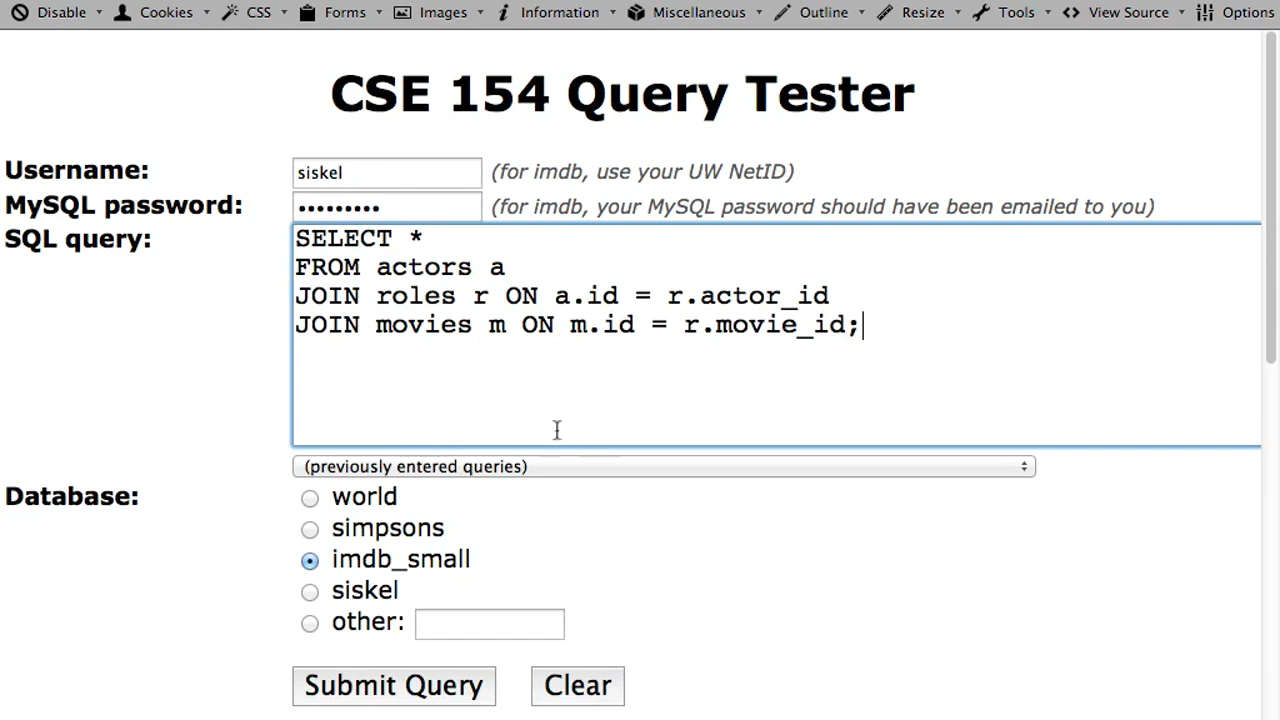 Disable Cookies CSS Forms Images Information Miscellaneous Outline Resize Tools View Source Options
CSE 154 Query Tester
Username: siskel (for imdb, use your UW NetID)
MySQL password: ••••••••• (for imdb, your MySQL password should have been emailed to you)
SQL query:
SELECT *
FROM actors a
JOIN roles r ON a.id = r.actor_id
JOIN movies m ON m.id = r.movie_id;
(previously entered queries)
Database:
world
simpsons
imdb_small
siskel
other:
Submit Query Clear